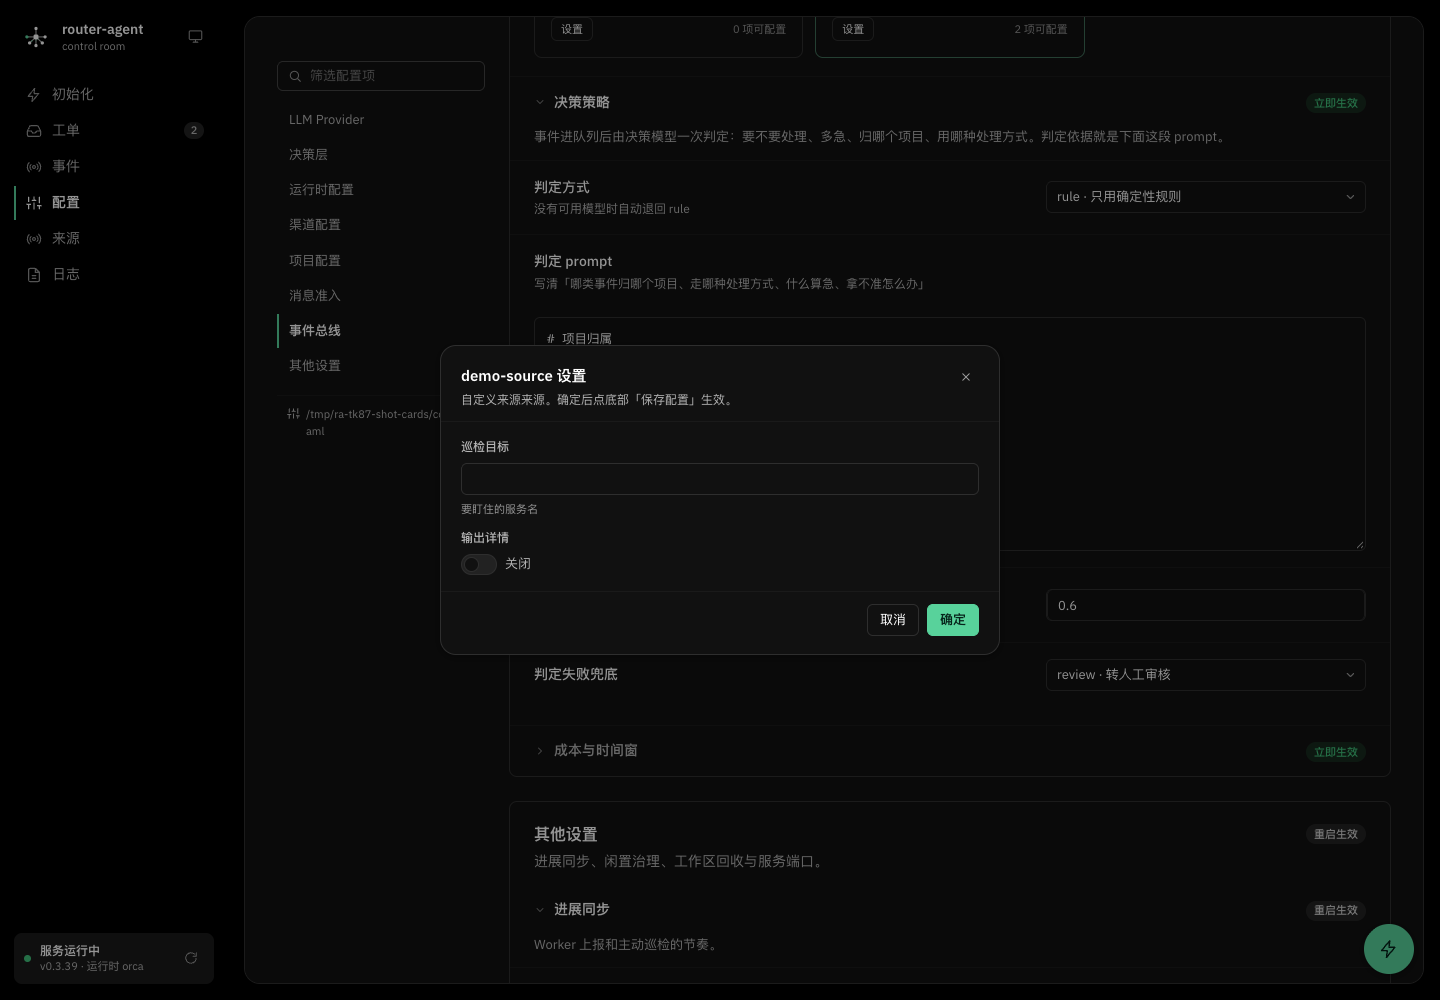 router-agent
control room
初始化
工单
2
事件
配置
来源
日志
服务运行中
v0.3.39 · 运行时 orca
筛选配置项
LLM Provider
决策层
运行时配置
渠道配置
项目配置
消息准入
事件总线
其他设置
/tmp/ra-tk87-shot-cards/co
aml
设置
0 项可配置
设置
2 项可配置
决策策略
立即生效
事件进队列后由决策模型一次判定：要不要处理、多急、归哪个项目、用哪种处理方式。判定依据就是下面这段 prompt。
判定方式
没有可用模型时自动退回 rule
rule · 只用确定性规则
判定 prompt
写清「哪类事件归哪个项目、走哪种处理方式、什么算急、拿不准怎么办」
# 项目归属
demo-source 设置
自定义来源来源。确定后点底部「保存配置」生效。
巡检目标
要盯住的服务名
输出详情
关闭
取消
确定
0.6
判定失败兜底
review · 转人工审核
成本与时间窗
立即生效
其他设置
重启生效
进展同步、闲置治理、工作区回收与服务端口。
进展同步
重启生效
Worker 上报和主动巡检的节奏。